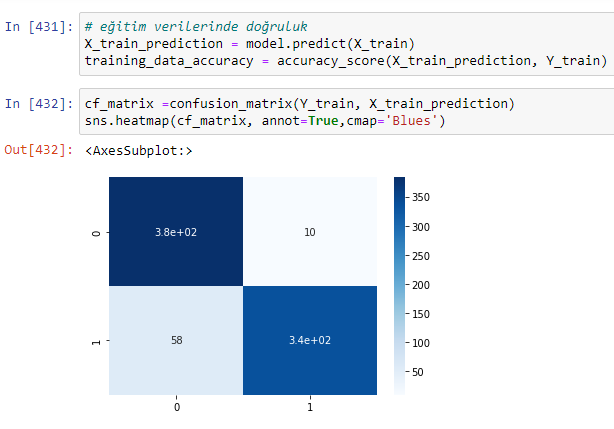 In [431]: # eğitim verilerinde doğruluk
X_train_prediction = model.predict(X_train)
training_data_accuracy = accuracy_score(X_train_prediction, Y_train)
In [432]: cf_matrix =confusion_matrix(Y_train, X_train_prediction)
sns.heatmap(cf_matrix, annot=True,cmap='Blues')
Out[432]: <AxesSubplot:>
0
3.8e+02
10
1
58
3.4e+02
0
1
350
300
250
200
150
100
50